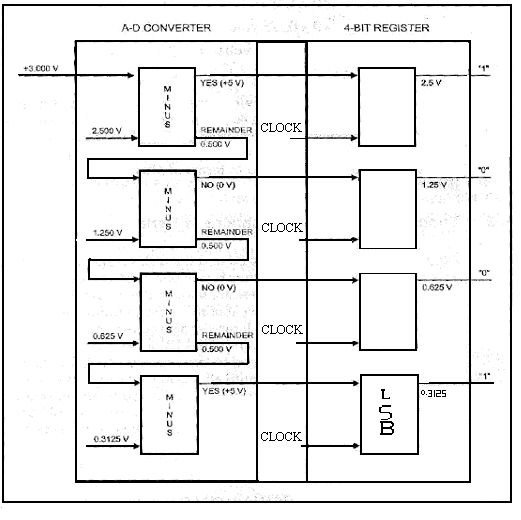 A-D CONVERTER
4-BIT REGISTER
+3.000 V
MINUS
YES (+5 V)
"1"
2.5 V
2.500 V
REMAINDER
0.500 V
CLOCK
MINUS
NO (0 V)
"0"
1.25 V
1.250 V
REMAINDER
0.500 V
CLOCK
MINUS
NO (0 V)
"0"
0.625 V
0.625 V
REMAINDER
0.500 V
CLOCK
MINUS
YES (+5 V)
LSB
"1"
0.3125
0.3125 V
CLOCK